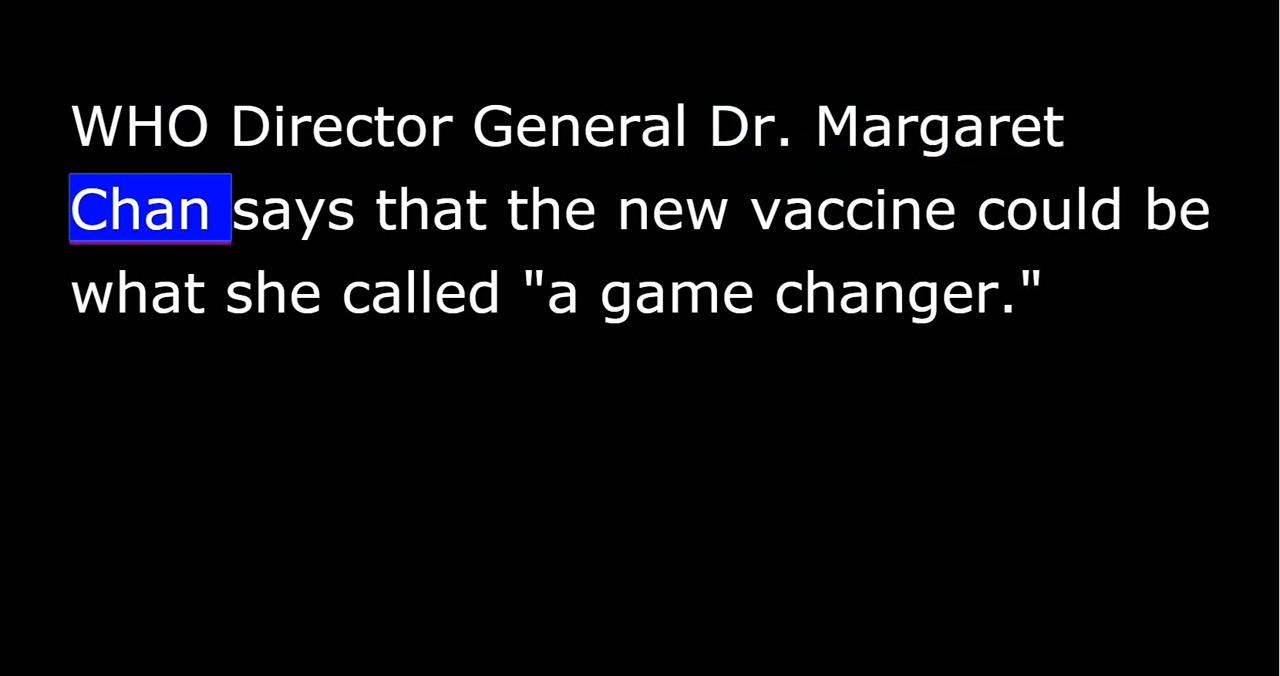 WHO Director General Dr. Margaret
Chan says that the new vaccine could be
what she called "a game changer."